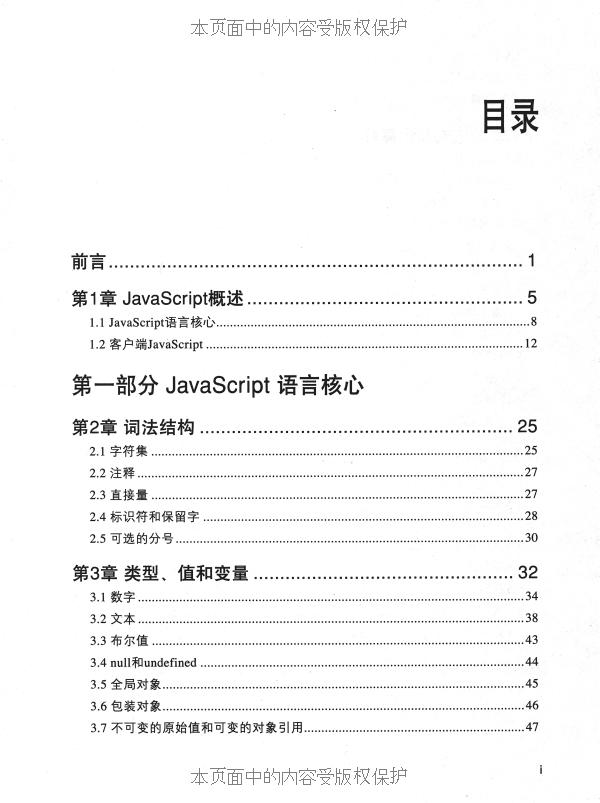 本页面中的内容受版权保护
目录
前言 1
第1章 JavaScript概述 5
1.1 JavaScript语言核心 8
1.2 客户端JavaScript 12
第一部分 JavaScript 语言核心
第2章 词法结构 25
2.1 字符集 25
2.2 注释 27
2.3 直接量 27
2.4 标识符和保留字 28
2.5 可选的分号 30
第3章 类型、值和变量 32
3.1 数字 34
3.2 文本 38
3.3 布尔值 43
3.4 null和undefined 44
3.5 全局对象 45
3.6 包装对象 46
3.7 不可变的原始值和可变的对象引用 47
i
本页面中的内容受版权保护